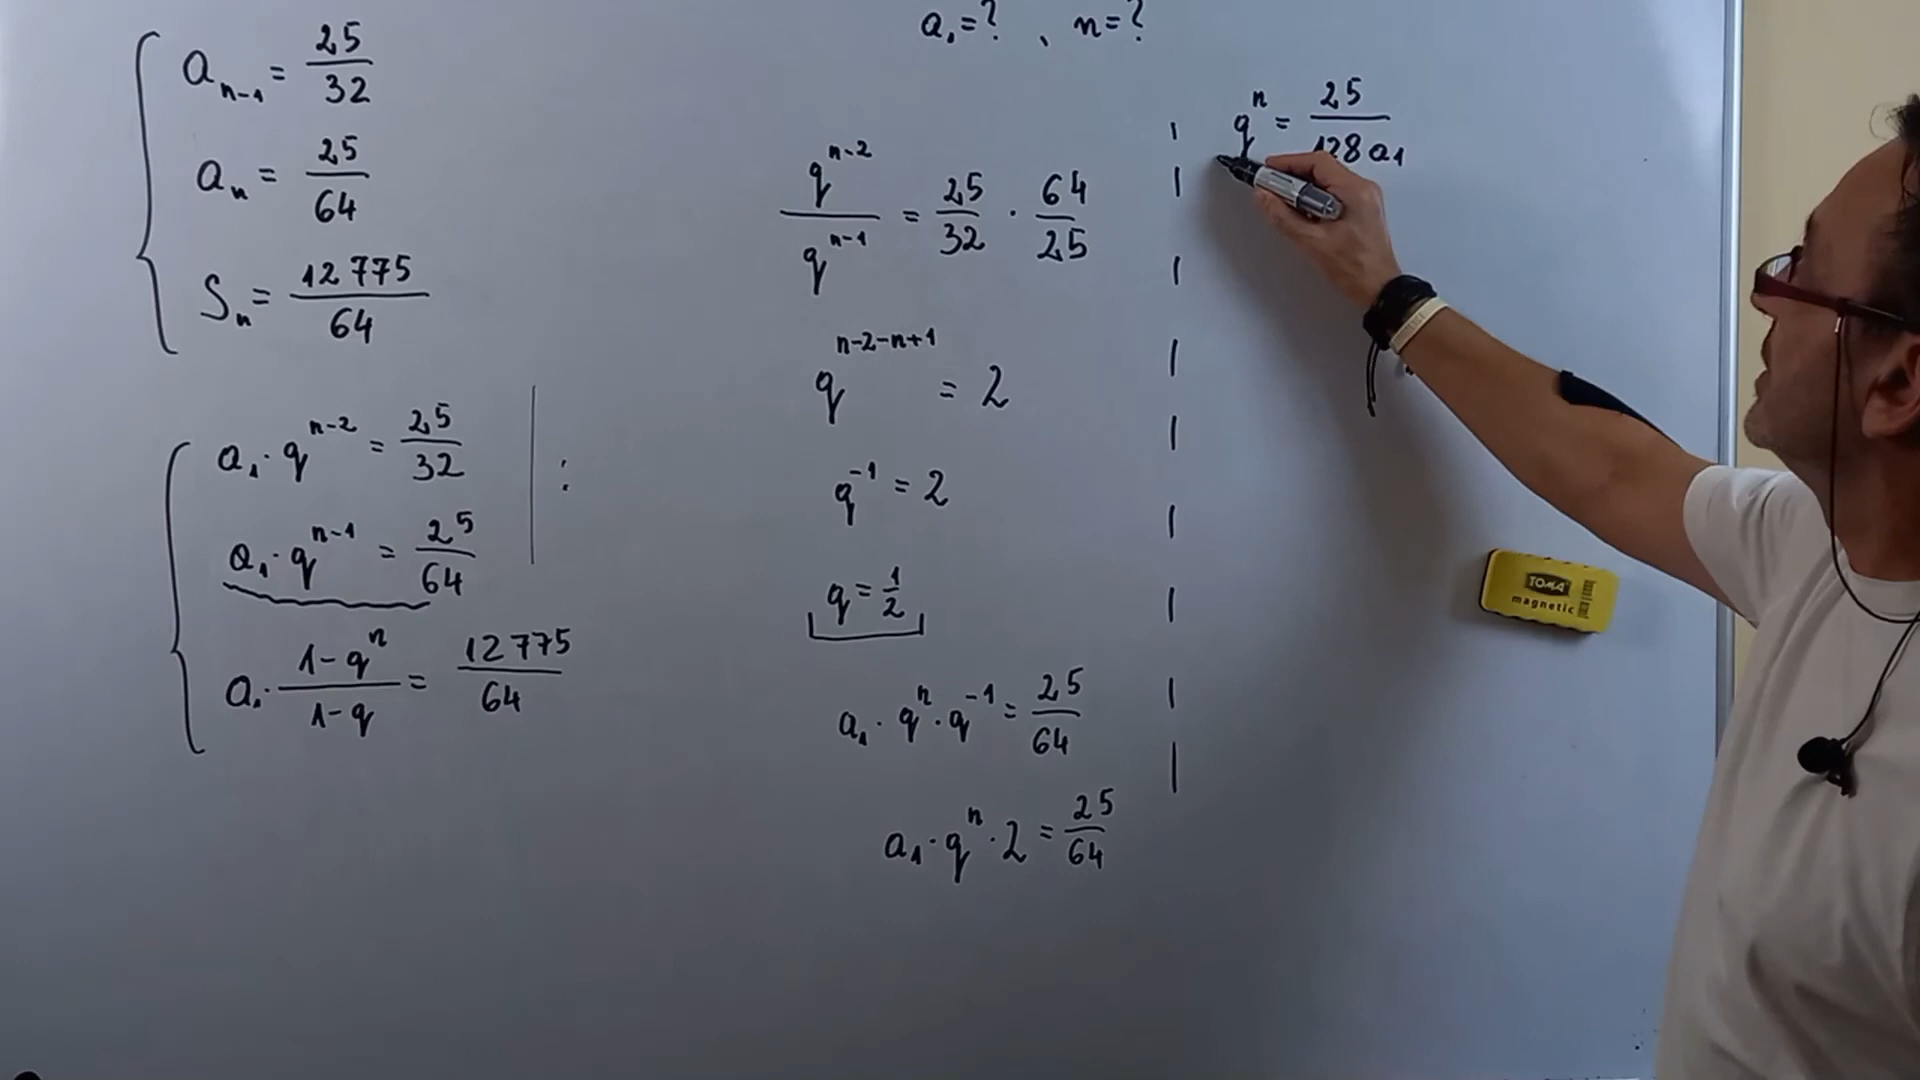 a₁=? , n=?
aₙ₋₁ = 25/32
aₙ = 25/64
Sₙ = 12775/64
a₁·qⁿ⁻² = 25/32 | :
a₁·qⁿ⁻¹ = 25/64
a₁·(1-qⁿ)/(1-q) = 12775/64
qⁿ⁻²/qⁿ⁻¹ = 25/32 · 64/25
qⁿ⁻²⁻ⁿ⁺¹ = 2
q⁻¹ = 2
q = 1/2
a₁·qⁿ·q⁻¹ = 25/64
a₁·qⁿ·2 = 25/64
qⁿ = 25/128a₁
TOMA
magnetic